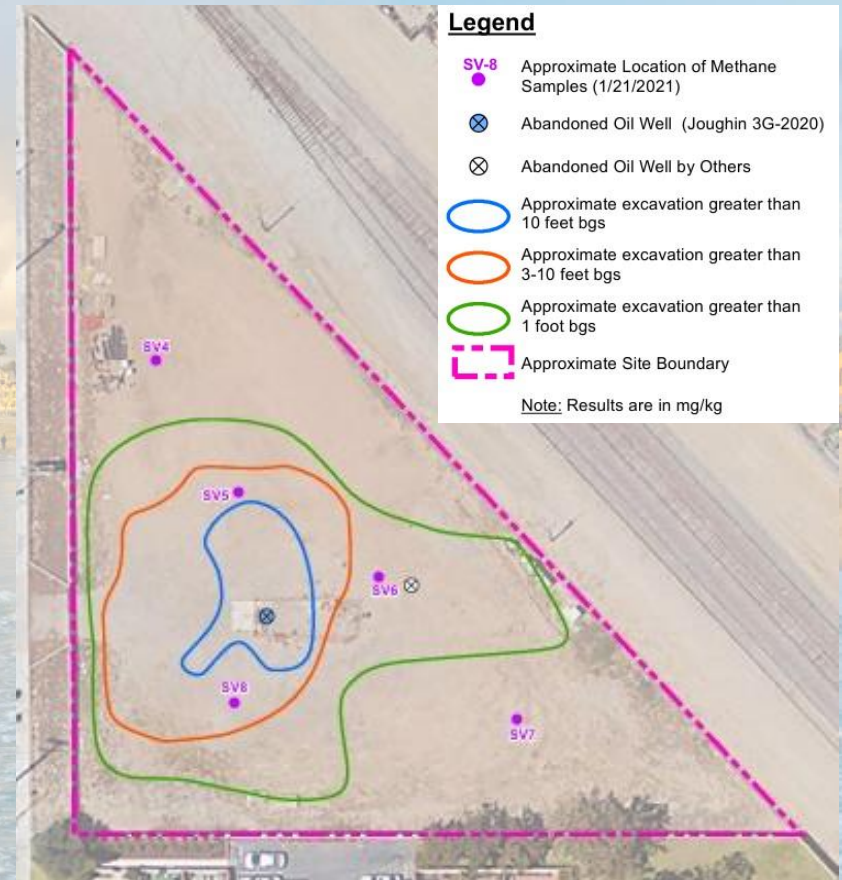 Legend
SV-8
Approximate Location of Methane
Samples (1/21/2021)
Abandoned Oil Well (Joughin 3G-2020)
Abandoned Oil Well by Others
Approximate excavation greater than
10 feet bgs
Approximate excavation greater than
3-10 feet bgs
Approximate excavation greater than
1 foot bgs
Approximate Site Boundary
Note: Results are in mg/kg
SV4
SV5
SV6
SV8
SV7